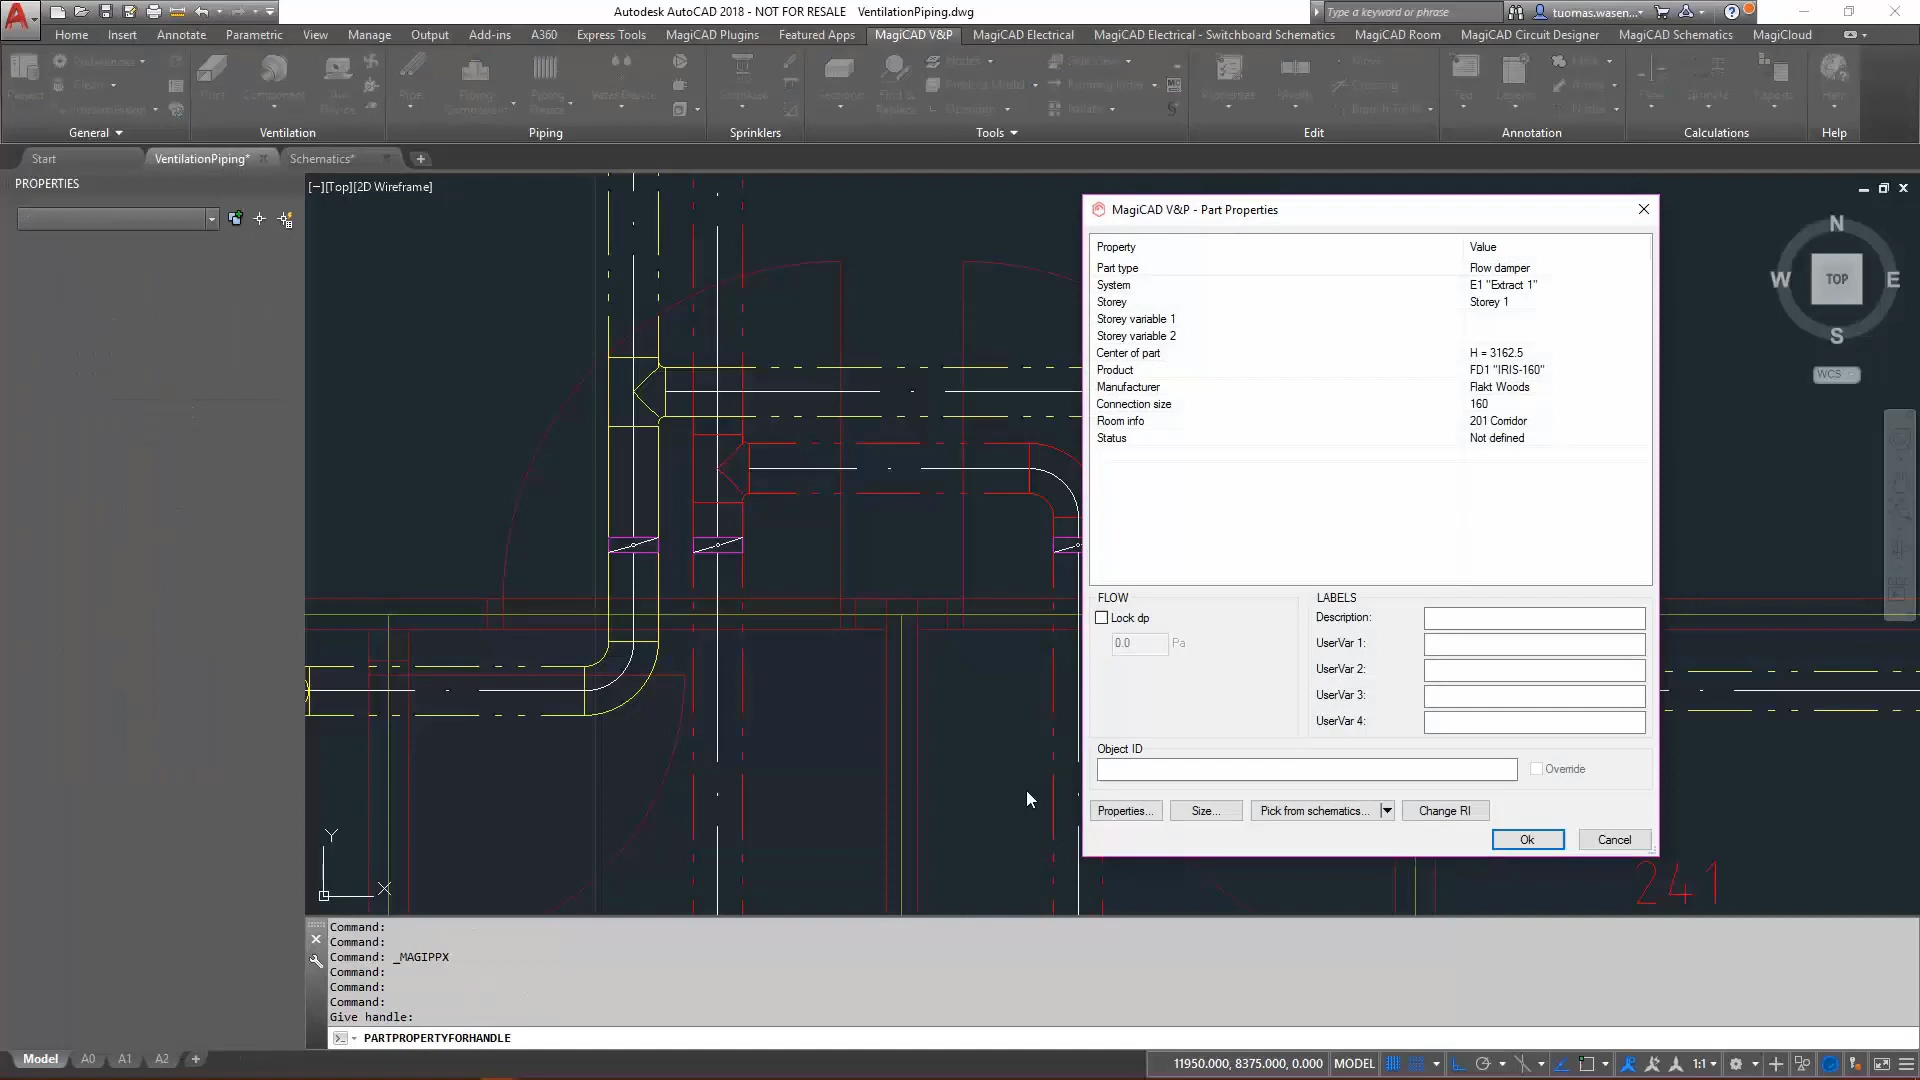 Autodesk AutoCAD 2018 - NOT FOR RESALE VentilationPiping.dwg
Type a keyword or phrase
tuomas.wasen...
Home Insert Annotate Parametric View Manage Output Add-ins A360 Express Tools MagiCAD Plugins Featured Apps MagiCAD V&P MagiCAD Electrical MagiCAD Electrical - Switchboard Schematics MagiCAD Room MagiCAD Circuit Designer MagiCAD Schematics MagiCloud
General Ventilation Piping Sprinklers Tools Edit Annotation Calculations Help
Start VentilationPiping* Schematics*
PROPERTIES
[−][Top][2D Wireframe]
N
W TOP E
S
WCS
MagiCAD V&P - Part Properties
Property Value
Part type Flow damper
System E1 "Extract 1"
Storey Storey 1
Storey variable 1
Storey variable 2
Center of part H = 3162.5
Product FD1 "IRIS-160"
Manufacturer Flakt Woods
Connection size 160
Room info 201 Corridor
Status Not defined
FLOW
Lock dp
0.0 Pa
LABELS
Description:
UserVar 1:
UserVar 2:
UserVar 3:
UserVar 4:
Object ID
Override
Properties... Size... Pick from schematics... Change RI
Ok Cancel
241
Y
X
Command:
Command:
Command: _MAGIPPX
Command:
Command:
Command:
Give handle:
PARTPROPERTYFORHANDLE
Model A0 A1 A2 +
11950.000, 8375.000, 0.000 MODEL 1:1